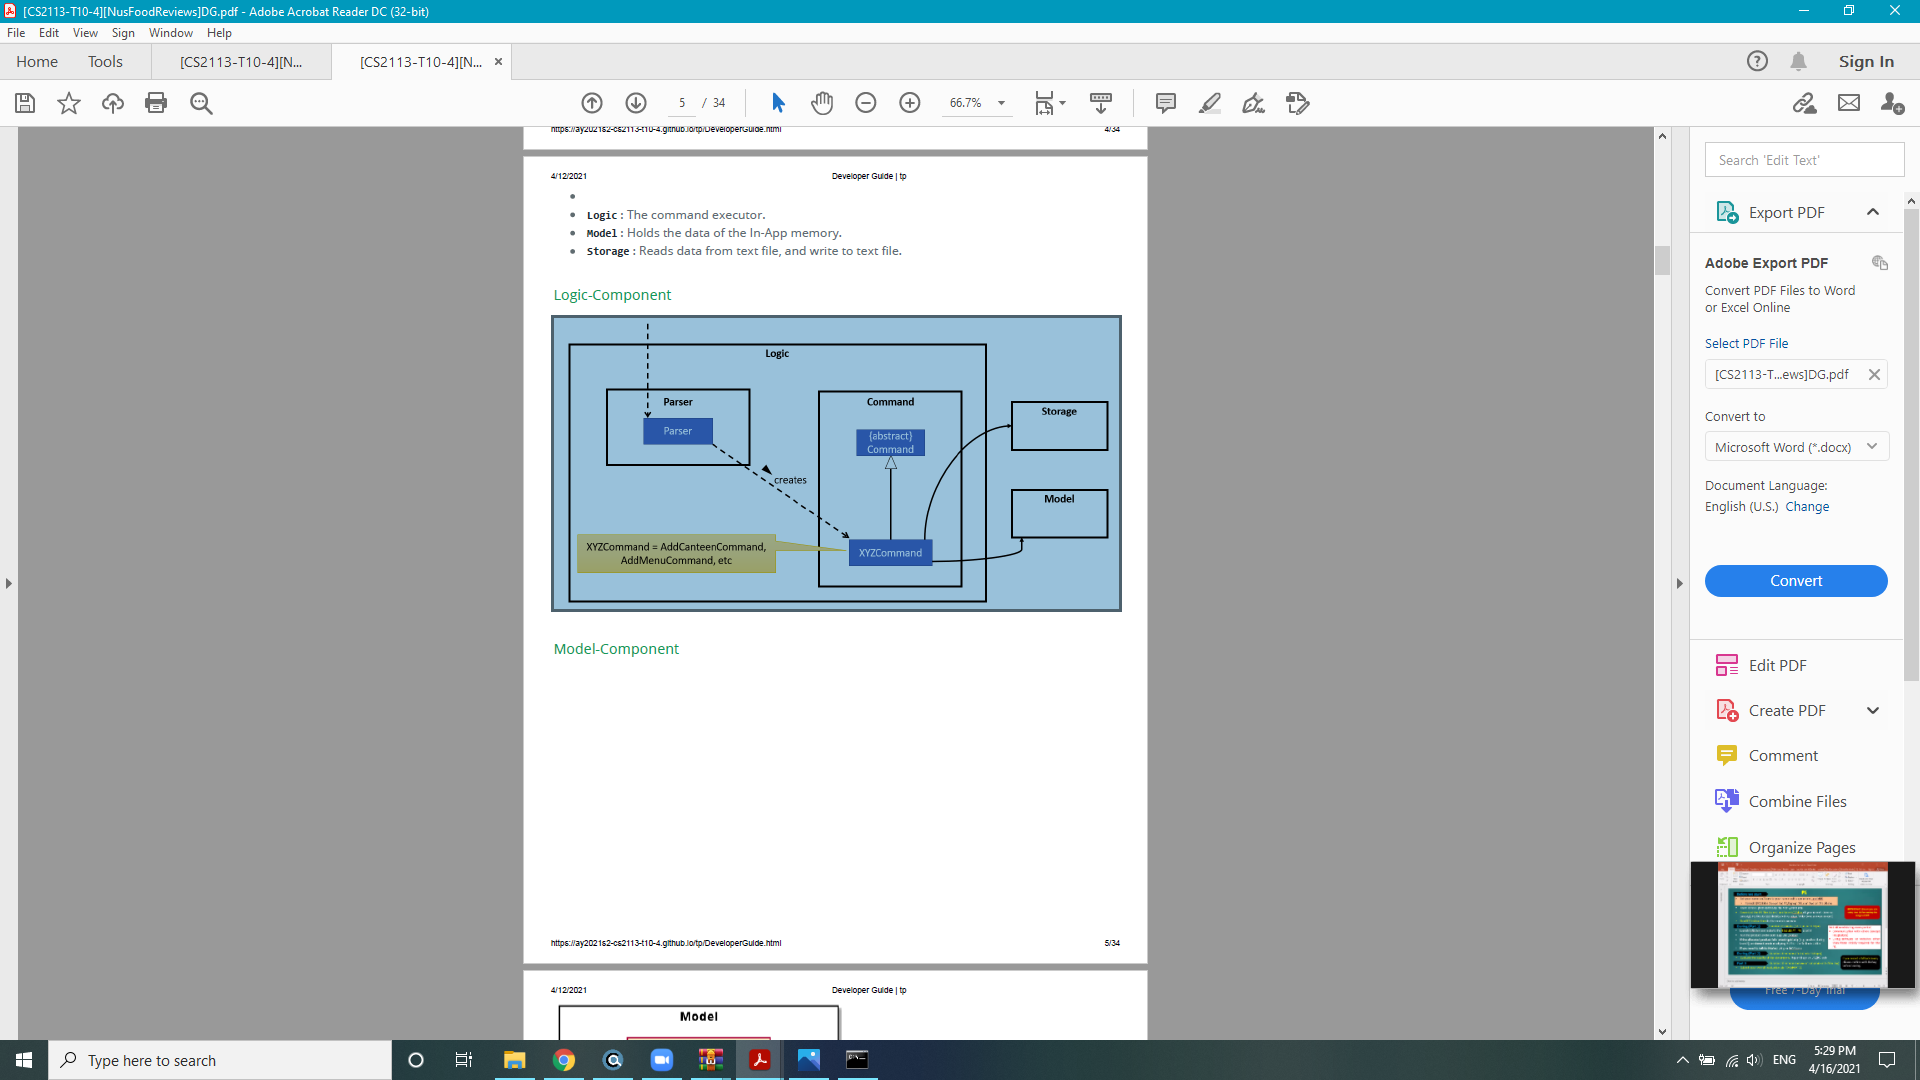 [CS2113-T10-4][NusFoodReviews]DG.pdf - Adobe Acrobat Reader DC (32-bit)
File Edit View Sign Window Help
Home Tools [CS2113-T10-4][N... [CS2113-T10-4][N... Sign In
5 / 34 66.7%
https://ay2021s2-cs2113-t10-4.github.io/tp/DeveloperGuide.html 4/34
4/12/2021 Developer Guide | tp
Logic : The command executor.
Model : Holds the data of the In-App memory.
Storage : Reads data from text file, and write to text file.
Logic-Component
Logic
Parser
Parser
creates
Command
{abstract}
Command
XYZCommand
XYZCommand = AddCanteenCommand,
AddMenuCommand, etc
Storage
Model
Model-Component
https://ay2021s2-cs2113-t10-4.github.io/tp/DeveloperGuide.html 5/34
4/12/2021 Developer Guide | tp
Model
Search 'Edit Text'
Export PDF
Adobe Export PDF
Convert PDF Files to Word
or Excel Online
Select PDF File
[CS2113-T...ews]DG.pdf
Convert to
Microsoft Word (*.docx)
Document Language:
English (U.S.) Change
Convert
Edit PDF
Create PDF
Comment
Combine Files
Organize Pages
Free 7-Day Trial
Type here to search
ENG
5:29 PM
4/16/2021